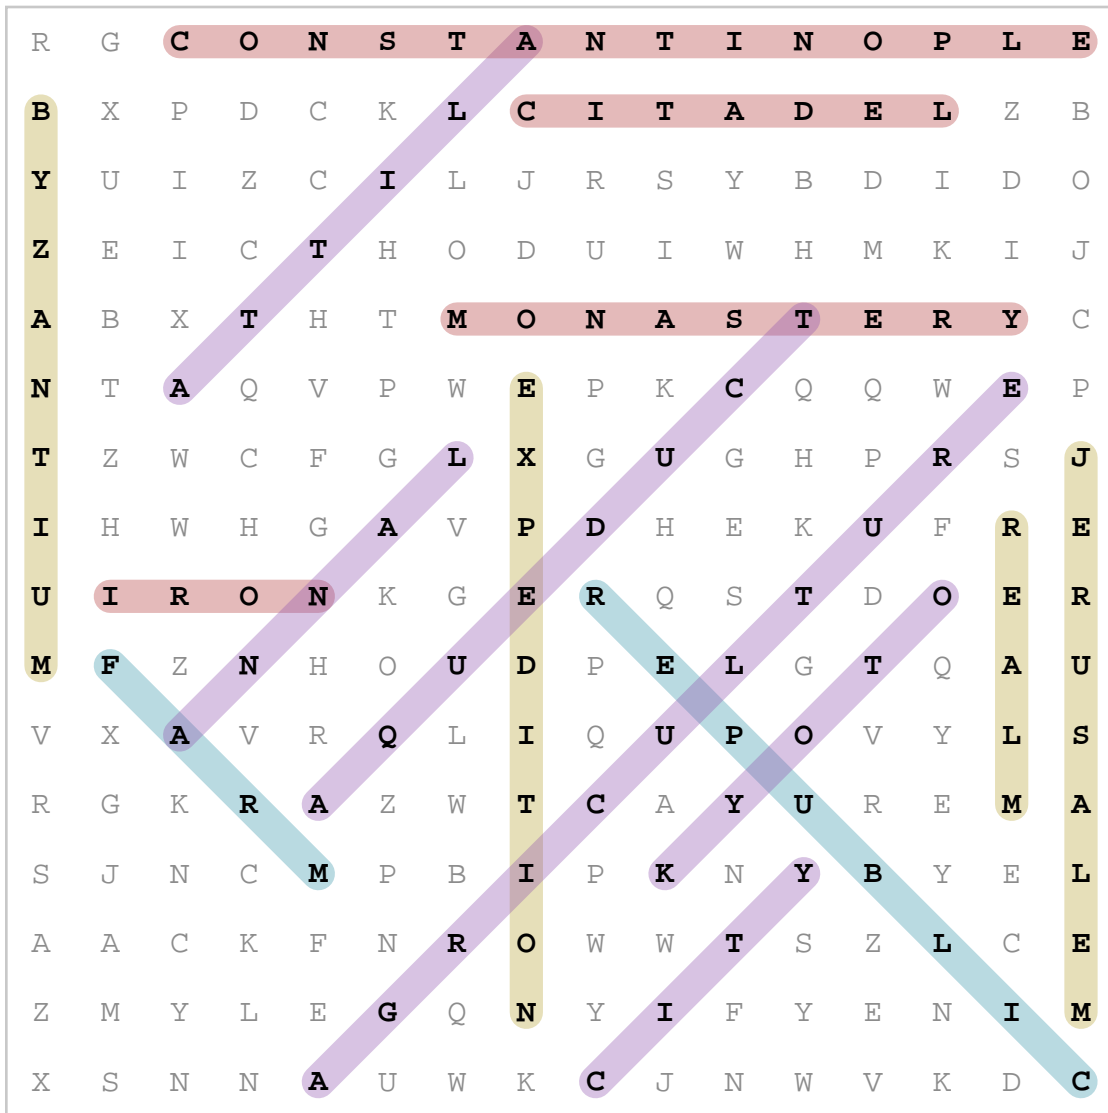 R G C O N S T A N T I N O P L E
B X P D C K L C I T A D E L Z B
Y U I Z C I L J R S Y B D I D O
Z E I C T H O D U I W H M K I J
A B X T H T M O N A S T E R Y C
N T A Q V P W E P K C Q Q W E P
T Z W C F G L X G U G H P R S J
I H W H G A V P D H E K U F R E
U I R O N K G E R Q S T D O E R
M F Z N H O U D P E L G T Q A U
V X A V R Q L I Q U P O V Y L S
R G K R A Z W T C A Y U R E M A
S J N C M P B I P K N Y B Y E L
A A C K F N R O W W T S Z L C E
Z M Y L E G Q N Y I F Y E N I M
X S N N A U W K C J N W V K D C